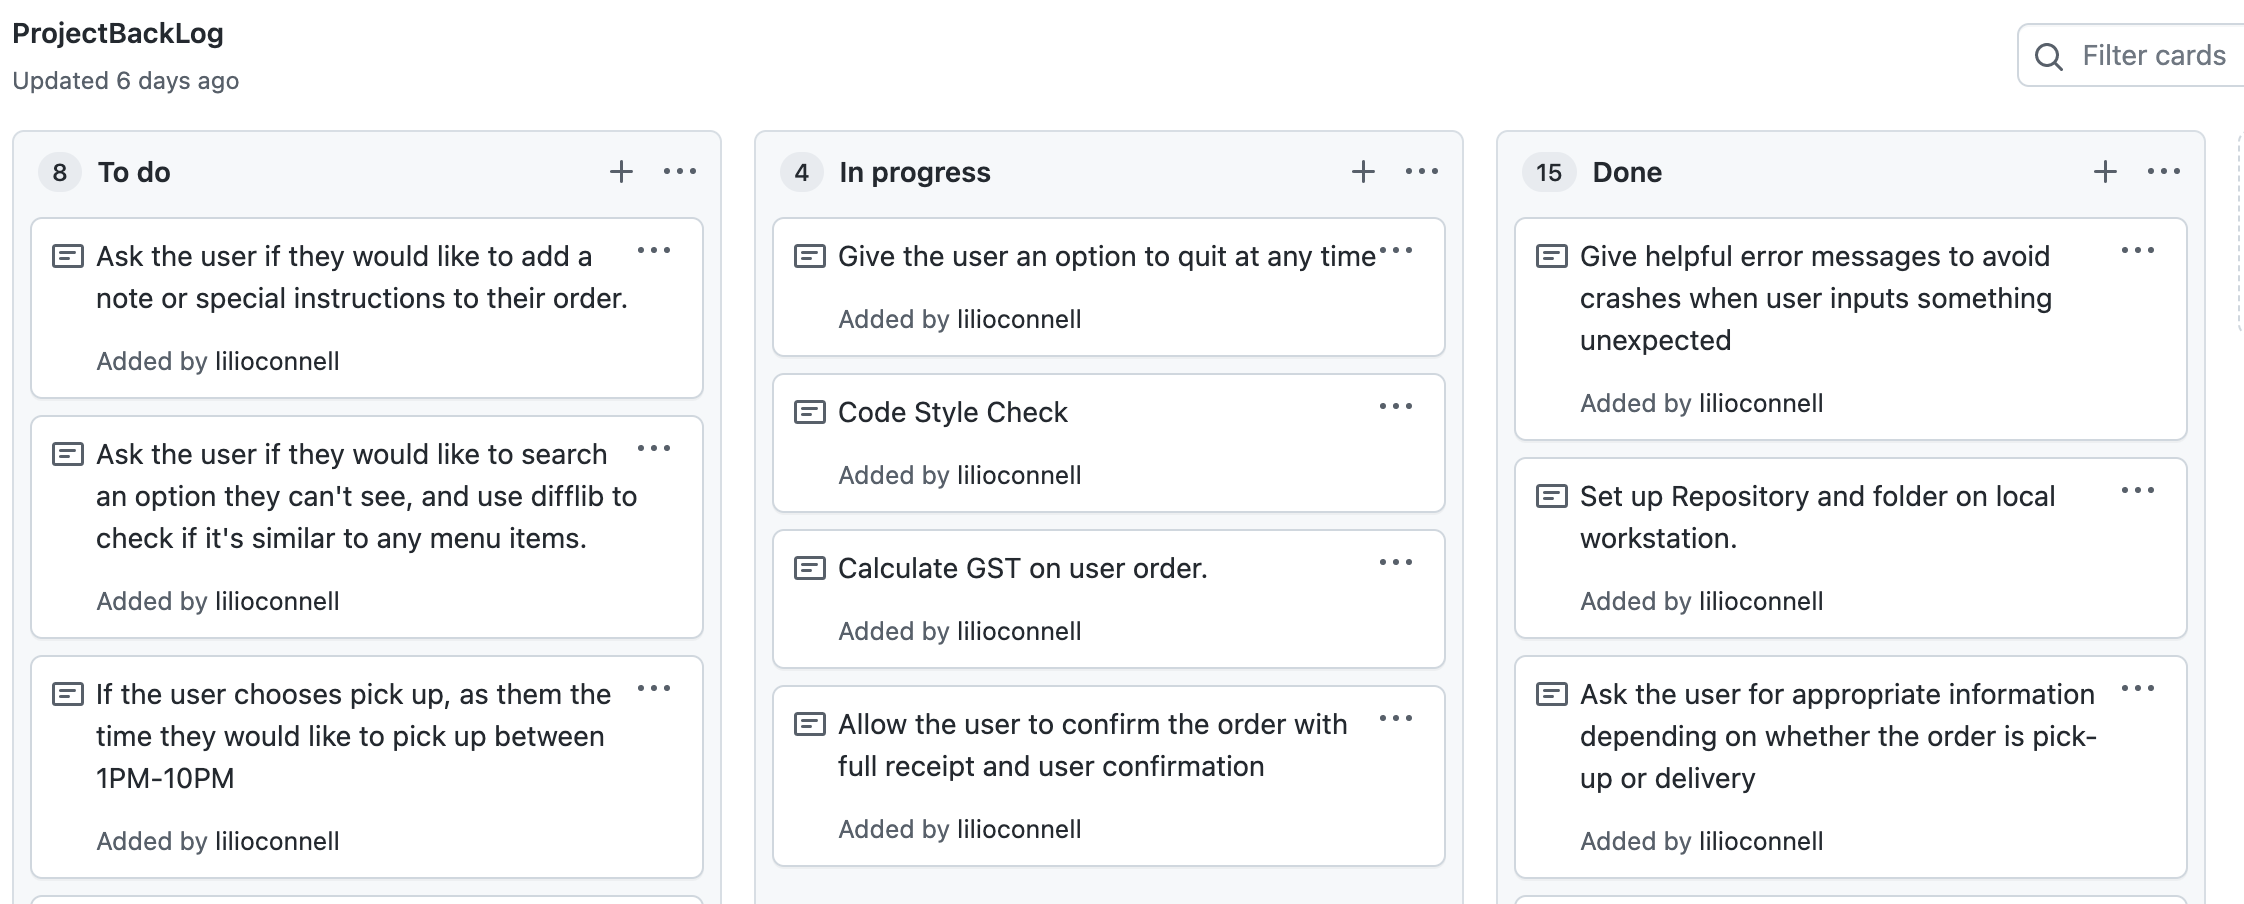 ProjectBackLog
Updated 6 days ago
Filter cards
8 To do
Ask the user if they would like to add a
note or special instructions to their order.
Added by lilioconnell
Ask the user if they would like to search
an option they can't see, and use difflib to
check if it's similar to any menu items.
Added by lilioconnell
If the user chooses pick up, as them the
time they would like to pick up between
1PM-10PM
Added by lilioconnell
4 In progress
Give the user an option to quit at any time
Added by lilioconnell
Code Style Check
Added by lilioconnell
Calculate GST on user order.
Added by lilioconnell
Allow the user to confirm the order with
full receipt and user confirmation
Added by lilioconnell
15 Done
Give helpful error messages to avoid
crashes when user inputs something
unexpected
Added by lilioconnell
Set up Repository and folder on local
workstation.
Added by lilioconnell
Ask the user for appropriate information
depending on whether the order is pick-
up or delivery
Added by lilioconnell